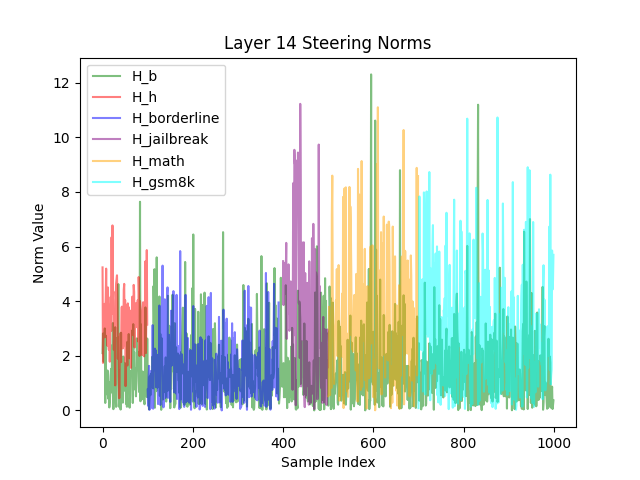 Layer 14 Steering Norms
H_b
H_h
H_borderline
H_jailbreak
H_math
H_gsm8k
Norm Value
12
10
8
6
4
2
0
0 200 400 600 800 1000
Sample Index